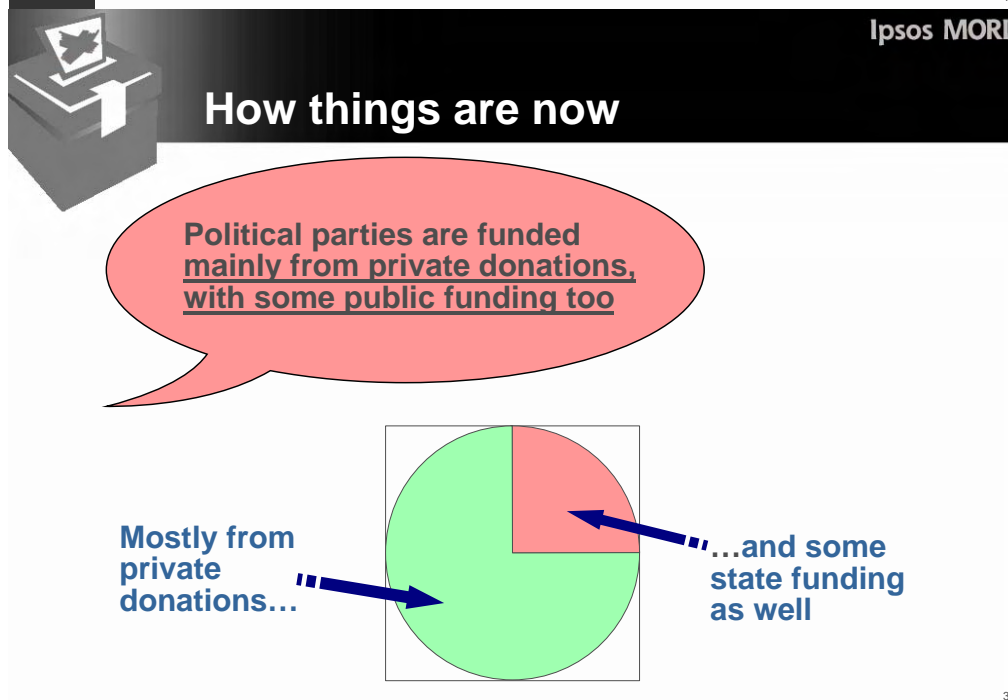 Ipsos MORI
How things are now
Political parties are funded
mainly from private donations,
with some public funding too
Mostly from
private
donations…
…and some
state funding
as well
3